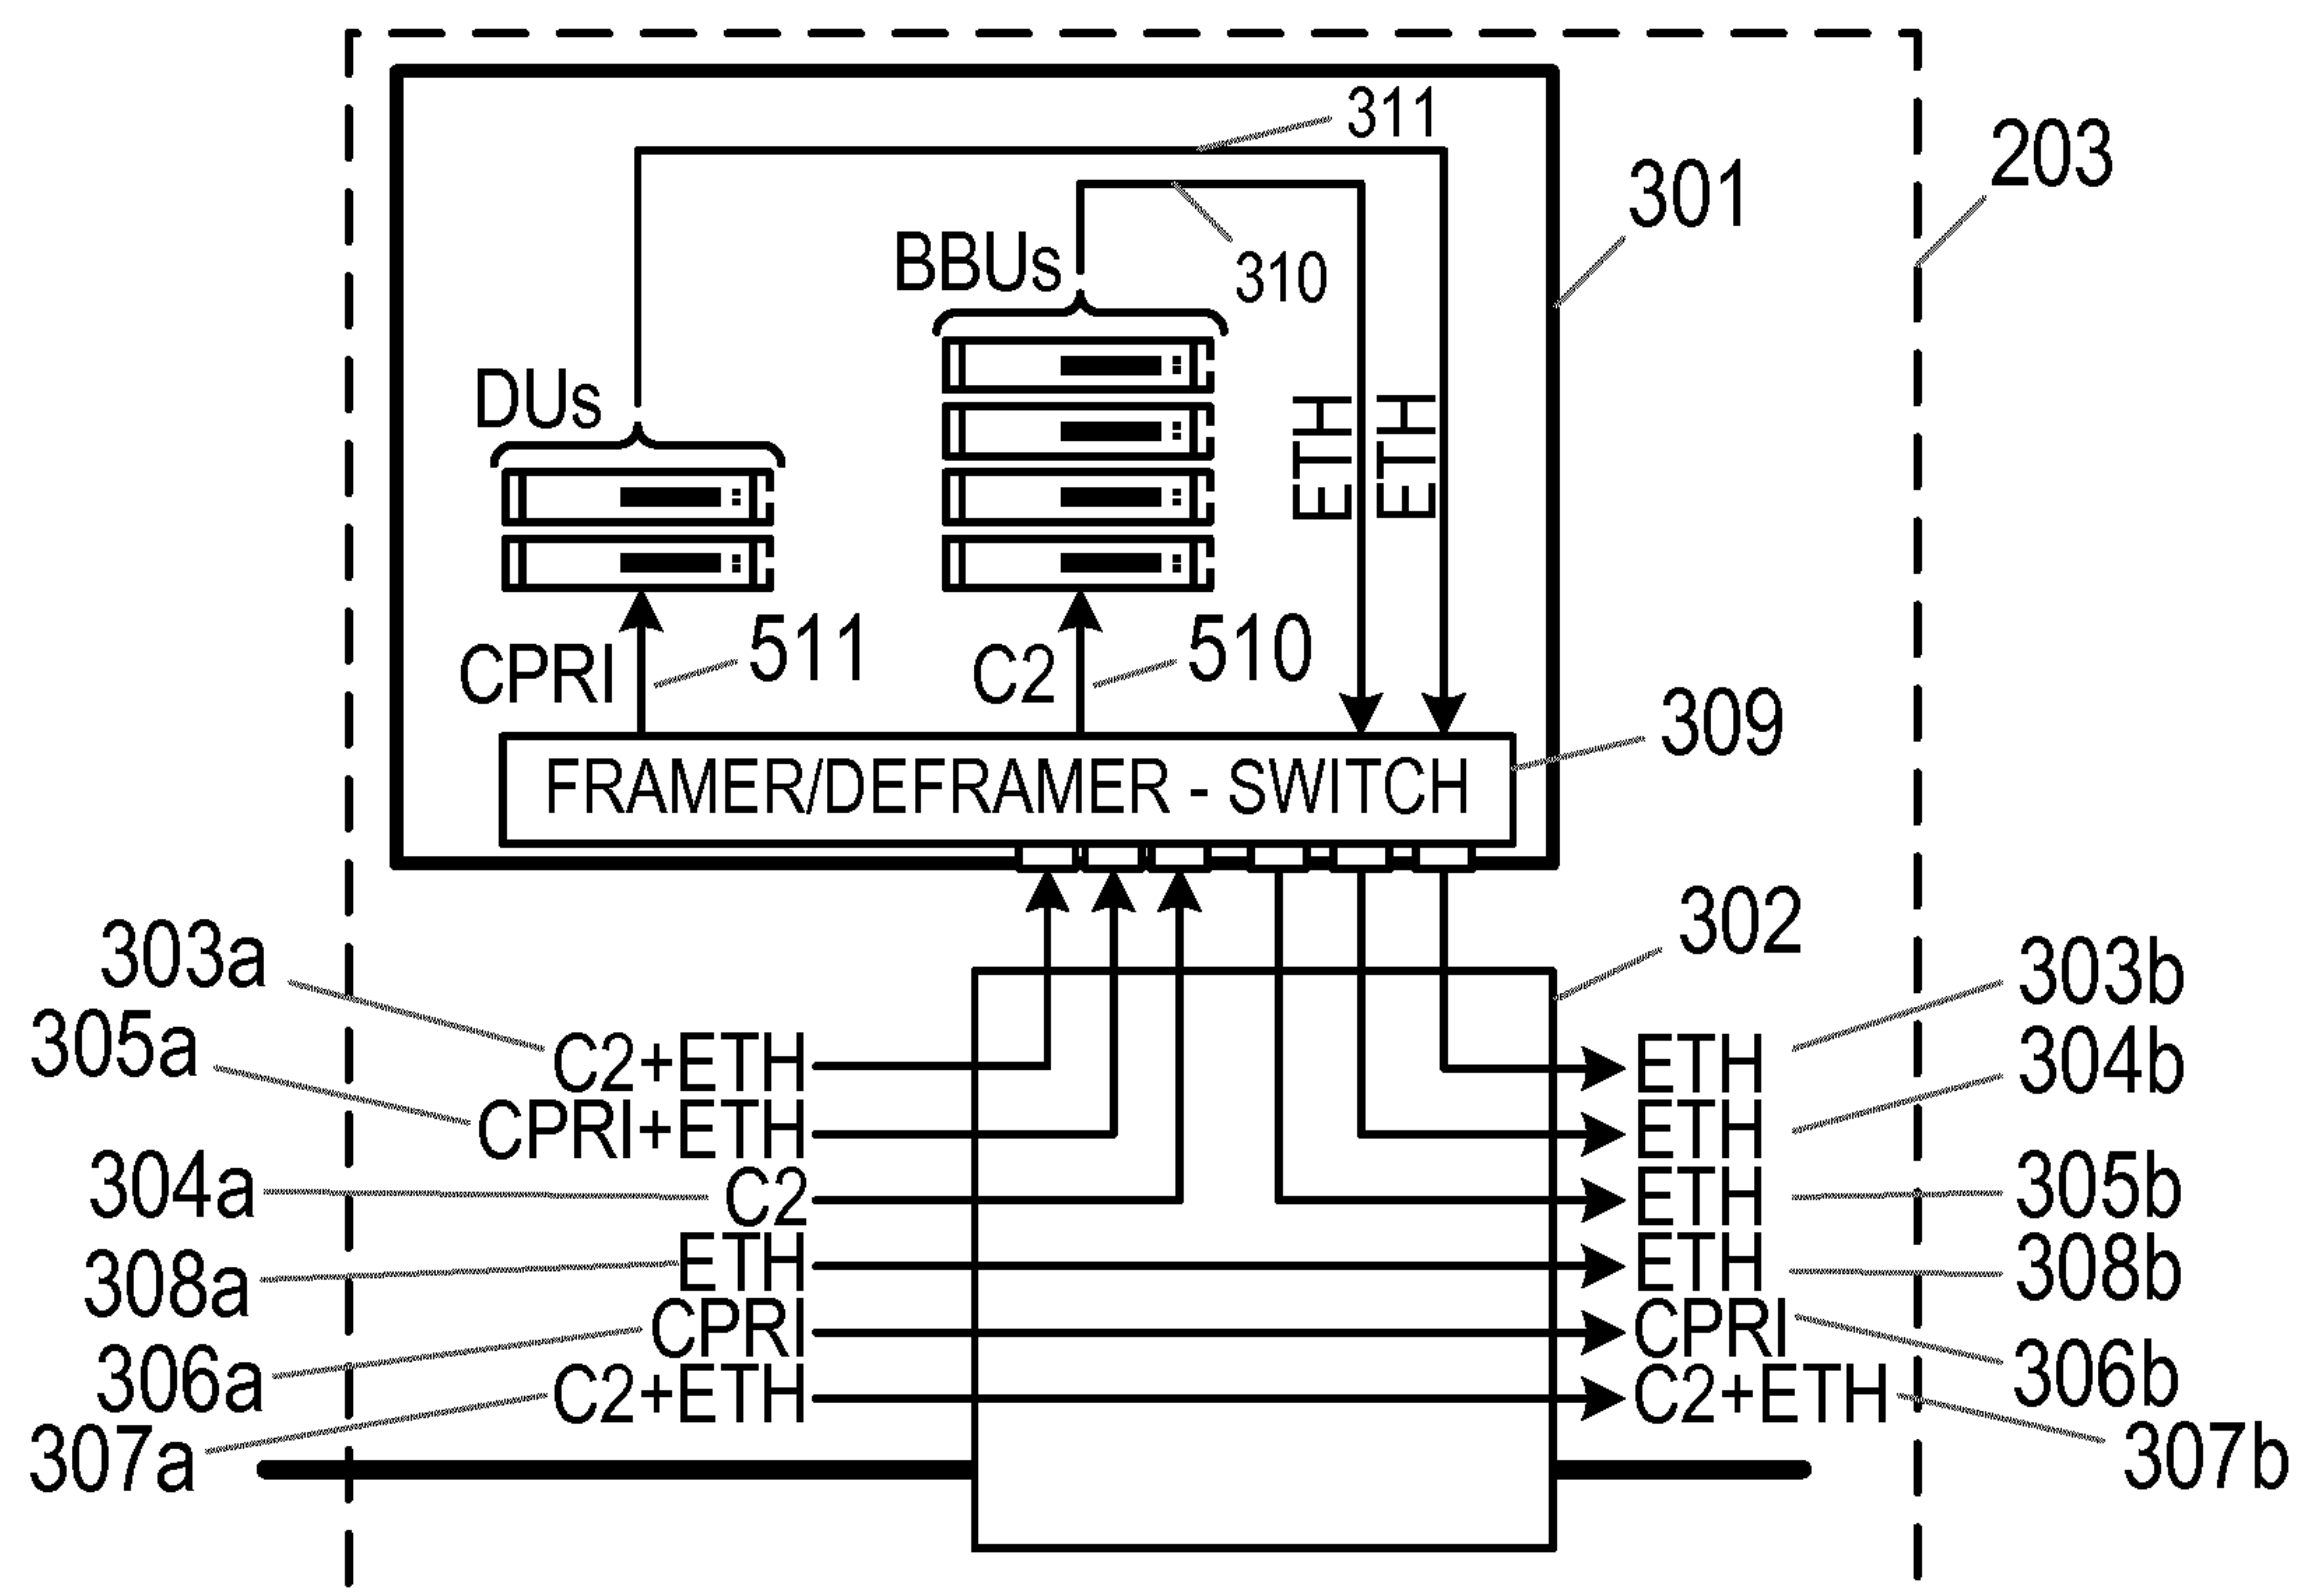 311
203
301
BBUs
310
DUs
ETH
ETH
CPRI
511
C2
510
309
FRAMER/DEFRAMER - SWITCH
302
303a
303b
305a
C2+ETH
ETH
304b
CPRI+ETH
ETH
304a
C2
ETH
305b
308a
ETH
ETH
308b
306a
CPRI
CPRI
306b
307a
C2+ETH
C2+ETH
307b